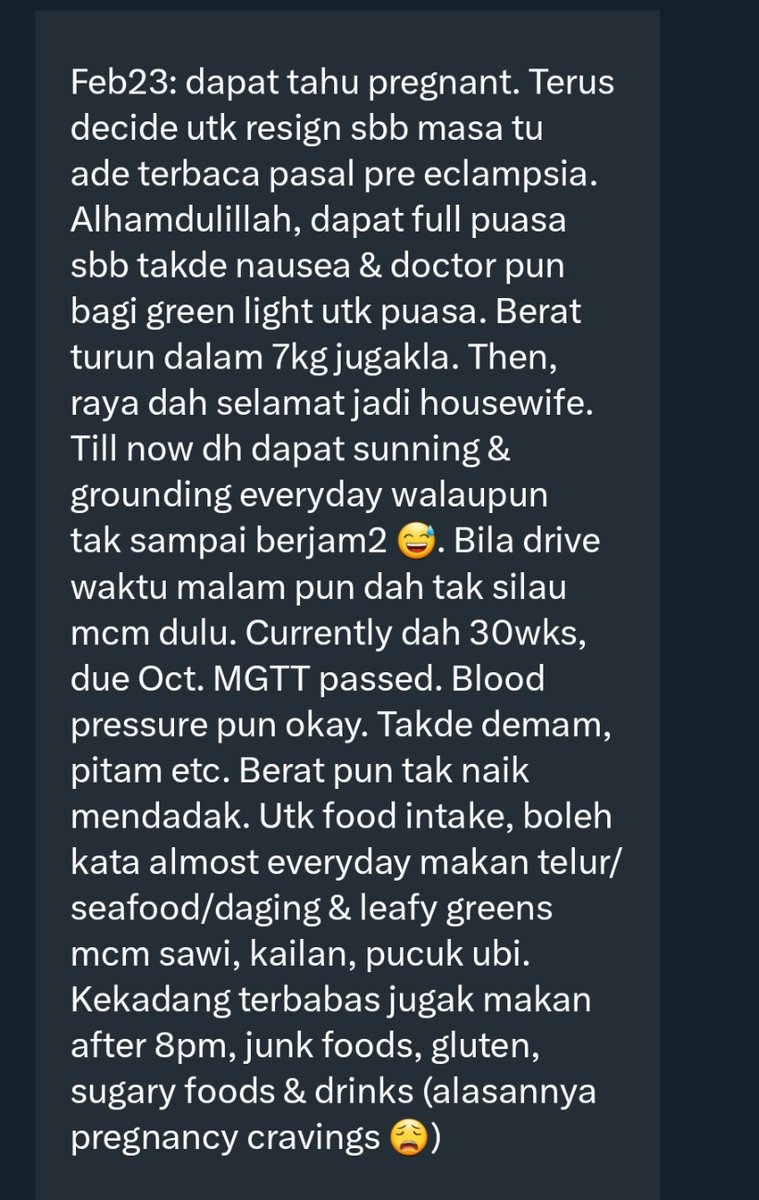 Feb23: dapat tahu pregnant. Terus
decide utk resign sbb masa tu
ade terbaca pasal pre eclampsia.
Alhamdulillah, dapat full puasa
sbb takde nausea & doctor pun
bagi green light utk puasa. Berat
turun dalam 7kg jugakla. Then,
raya dah selamat jadi housewife.
Till now dh dapat sunning &
grounding everyday walaupun
tak sampai berjam2 😅. Bila drive
waktu malam pun dah tak silau
mcm dulu. Currently dah 30wks,
due Oct. MGTT passed. Blood
pressure pun okay. Takde demam,
pitam etc. Berat pun tak naik
mendadak. Utk food intake, boleh
kata almost everyday makan telur/
seafood/daging & leafy greens
mcm sawi, kailan, pucuk ubi.
Kekadang terbabas jugak makan
after 8pm, junk foods, gluten,
sugary foods & drinks (alasannya
pregnancy cravings 😩)